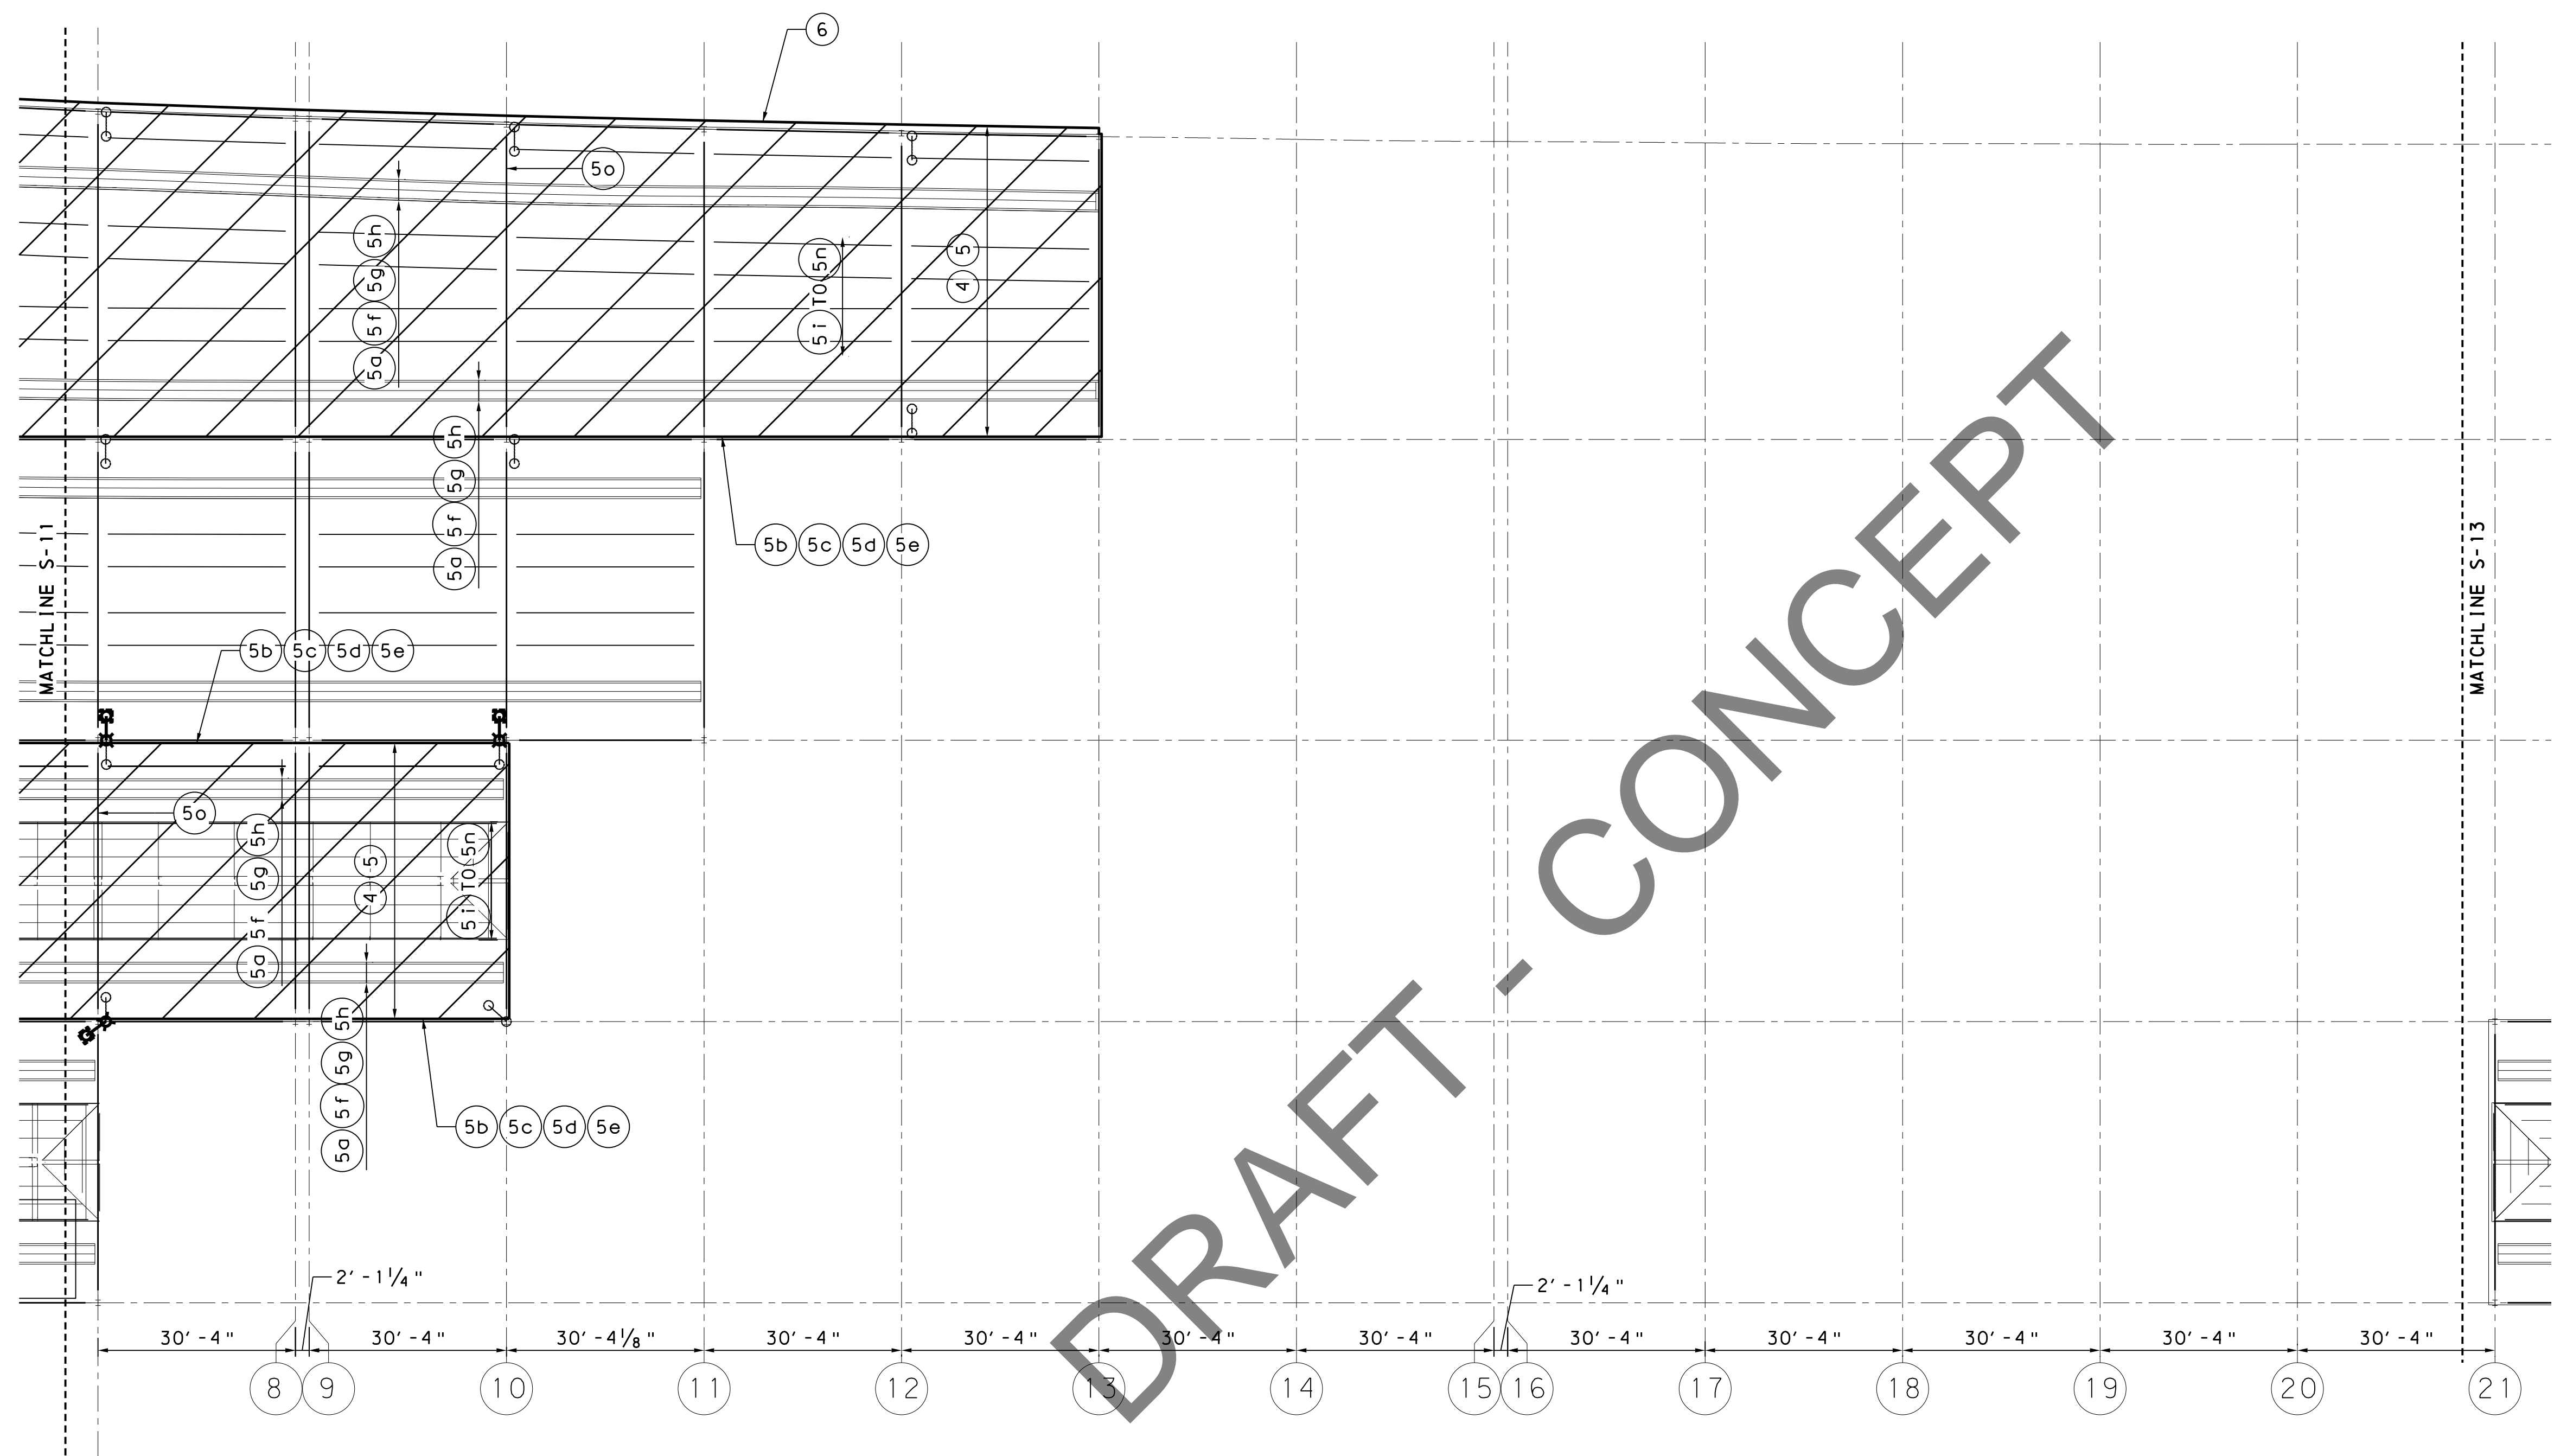 6
5o
5h
5g
5f
5a
5n
5i TO
5
4
5h
5g
5f
5a
5b 5c 5d 5e
MATCHLINE S-11
MATCHLINE S-13
5b 5c 5d 5e
5o
5h
5g
5f
5a
5
4
5n
5i TO
5h
5g
5f
5a
5b 5c 5d 5e
DRAFT - CONCEPT
2'-1¼"
2'-1¼"
30'-4" 30'-4" 30'-4⅛" 30'-4" 30'-4" 30'-4" 30'-4" 30'-4" 30'-4" 30'-4" 30'-4" 30'-4"
8 9 10 11 12 13 14 15 16 17 18 19 20 21